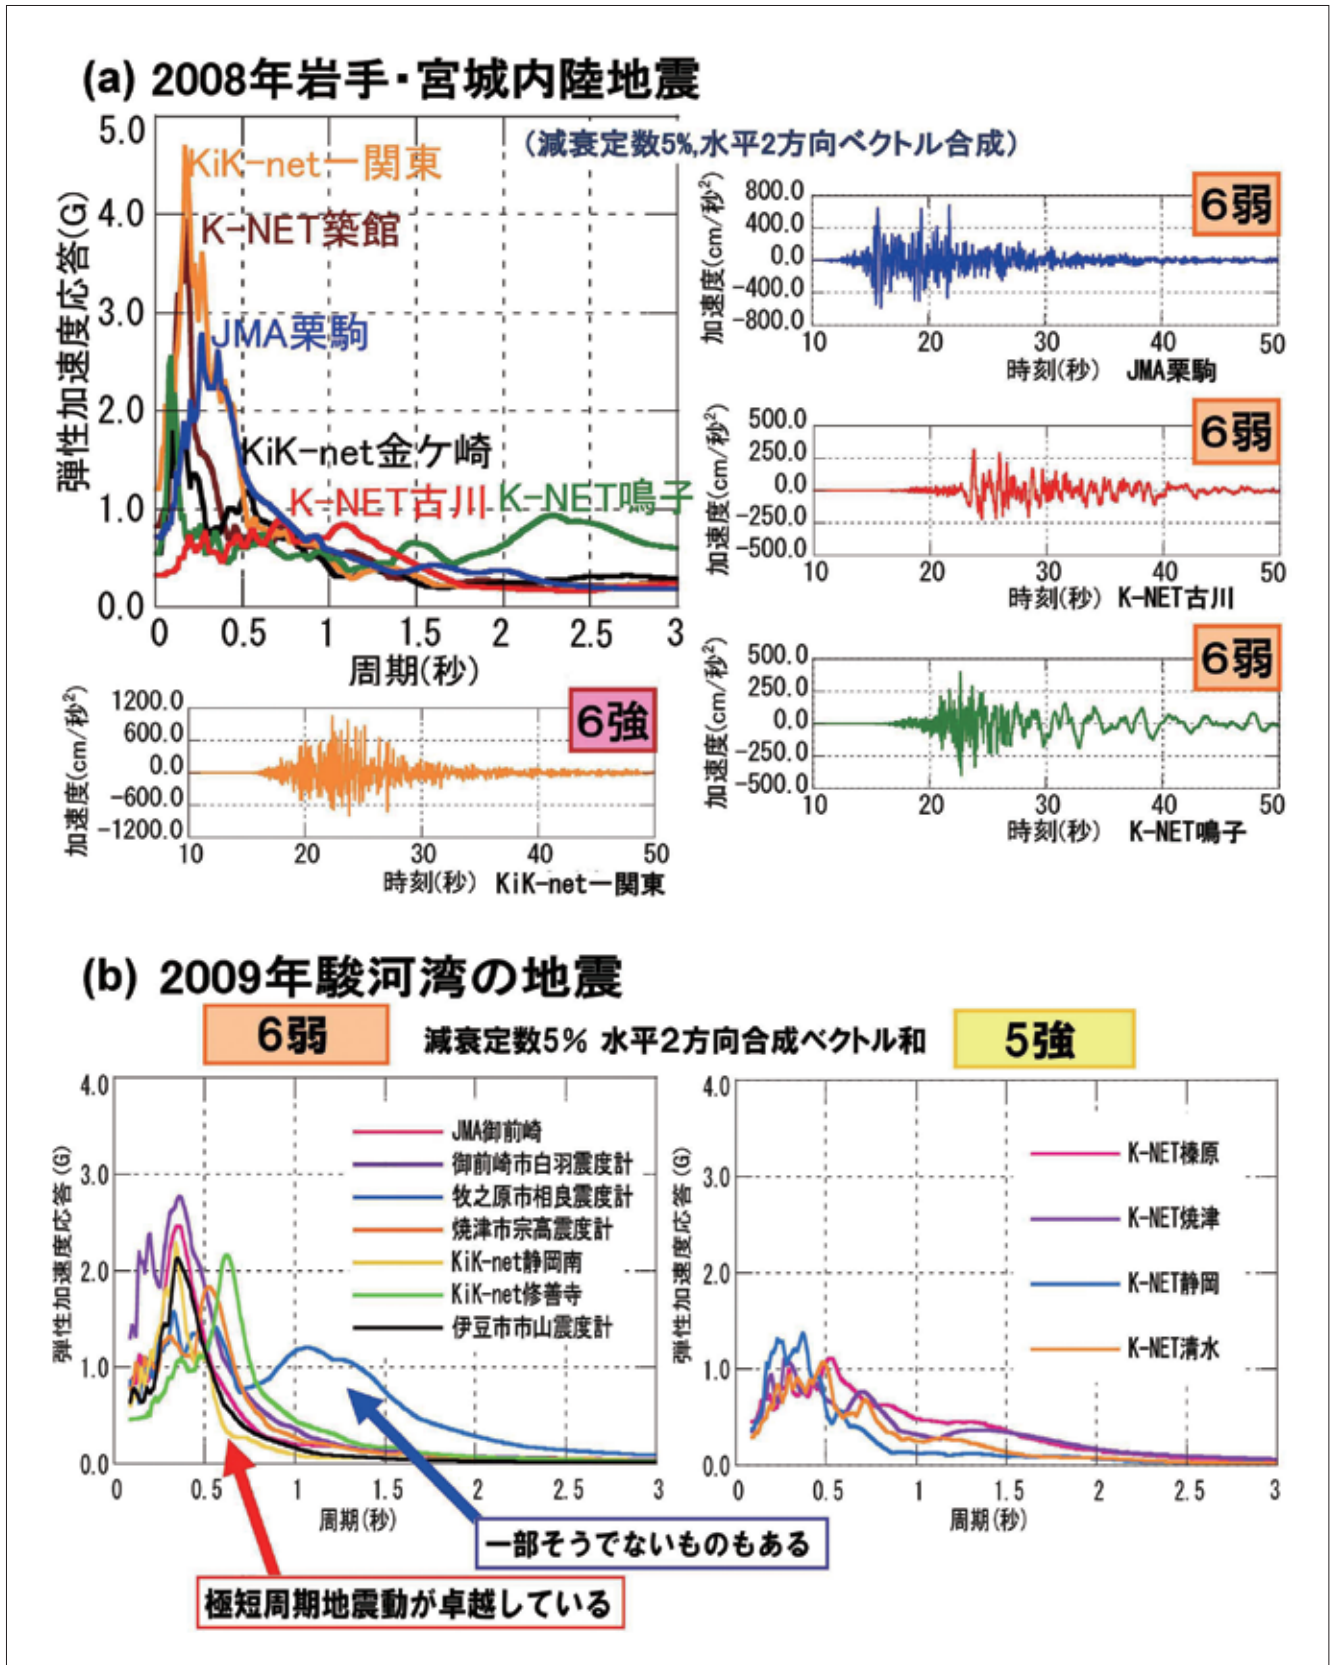 (a) 2008年岩手・宮城内陸地震
(減衰定数5%,水平2方向ベクトル合成)
弾性加速度応答(G)
5.0
4.0
3.0
2.0
1.0
0.0
KiK-net一関東
K-NET築館
JMA栗駒
KiK-net金ケ崎
K-NET古川
K-NET鳴子
0 0.5 1 1.5 2 2.5 3
周期(秒)
加速度(cm/秒²)
800.0
400.0
0.0
-400.0
-800.0
6弱
10 20 30 40 50
時刻(秒) JMA栗駒
加速度(cm/秒²)
500.0
250.0
0.0
-250.0
-500.0
6弱
10 20 30 40 50
時刻(秒) K-NET古川
加速度(cm/秒²)
500.0
250.0
0.0
-250.0
-500.0
6弱
10 20 30 40 50
時刻(秒) K-NET鳴子
加速度(cm/秒²)
1200.0
600.0
0.0
-600.0
-1200.0
6強
10 20 30 40 50
時刻(秒) KiK-net一関東
(b) 2009年駿河湾の地震
6弱
減衰定数5% 水平2方向合成ベクトル和
5強
弾性加速度応答(G)
4.0
3.0
2.0
1.0
0.0
JMA御前崎
御前崎市白羽震度計
牧之原市相良震度計
焼津市宗高震度計
KiK-net静岡南
KiK-net修善寺
伊豆市市山震度計
0 0.5 1 1.5 2 2.5 3
周期(秒)
弾性加速度応答(G)
4.0
3.0
2.0
1.0
0.0
K-NET榛原
K-NET焼津
K-NET静岡
K-NET清水
0 0.5 1 1.5 2 2.5 3
周期(秒)
一部そうでないものもある
極短周期地震動が卓越している